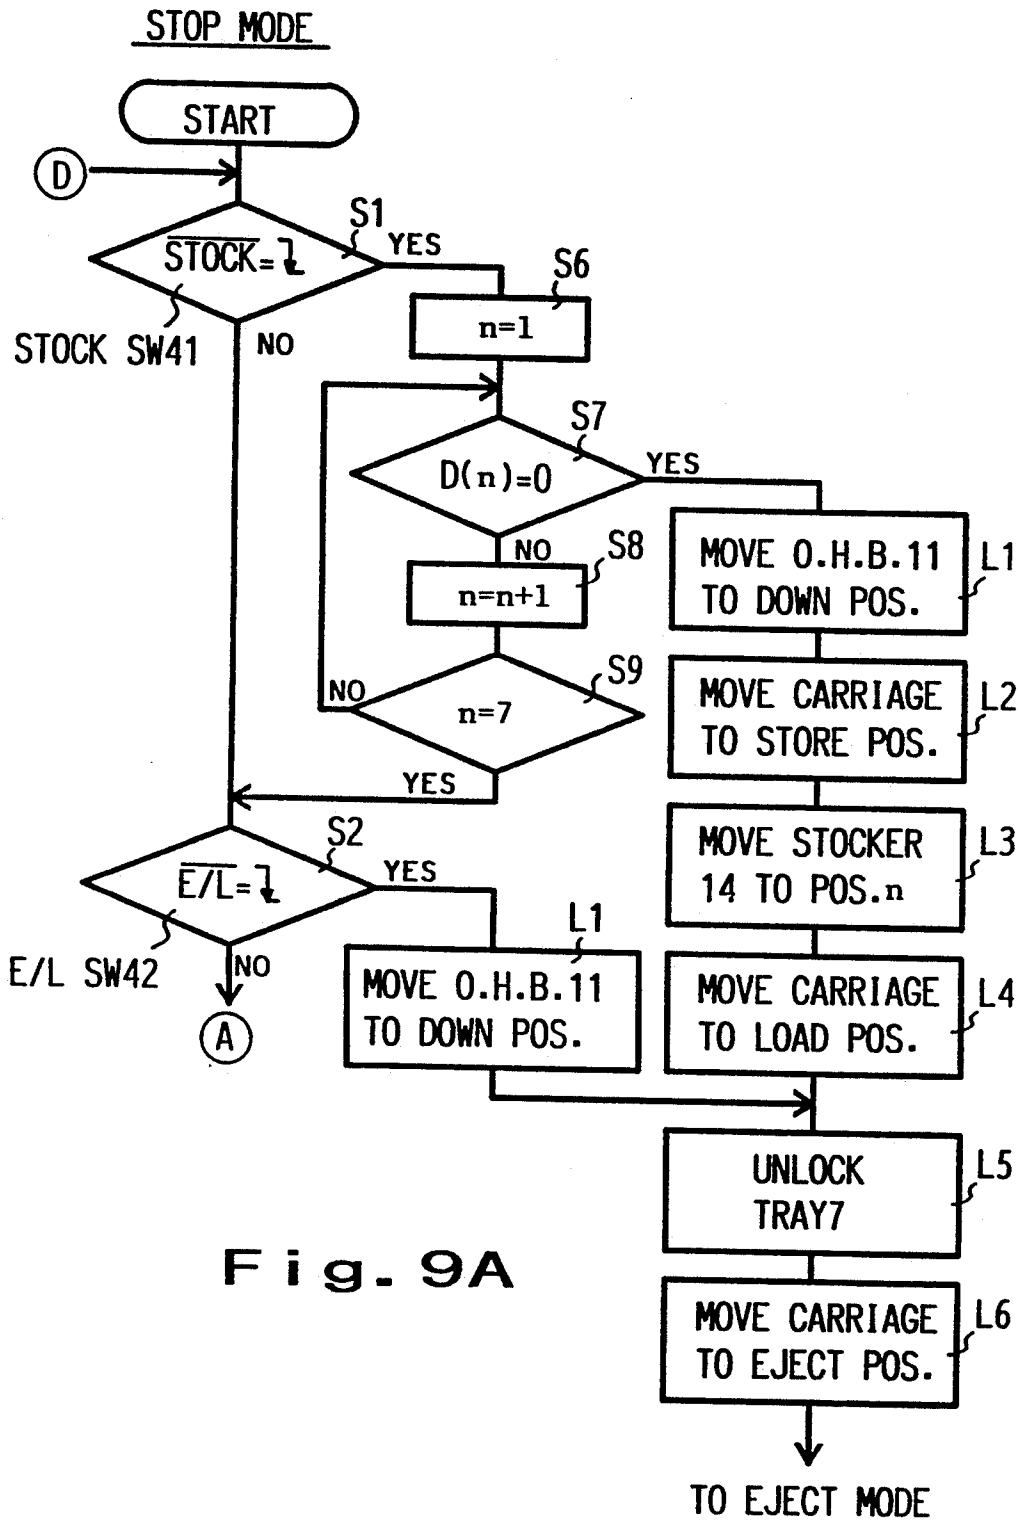 STOP MODE
START
D
S1
STOCK=
YES
STOCK SW41
NO
S6
n=1
S7
D(n)=0
YES
NO
S8
n=n+1
S9
n=7
NO
YES
MOVE O.H.B.11
TO DOWN POS.
L1
MOVE CARRIAGE
TO STORE POS.
L2
MOVE STOCKER
14 TO POS.n
L3
MOVE CARRIAGE
TO LOAD POS.
L4
S2
E/L=
YES
E/L SW42
NO
A
L1
MOVE O.H.B.11
TO DOWN POS.
UNLOCK
TRAY7
L5
MOVE CARRIAGE
TO EJECT POS.
L6
TO EJECT MODE
Fig. 9A